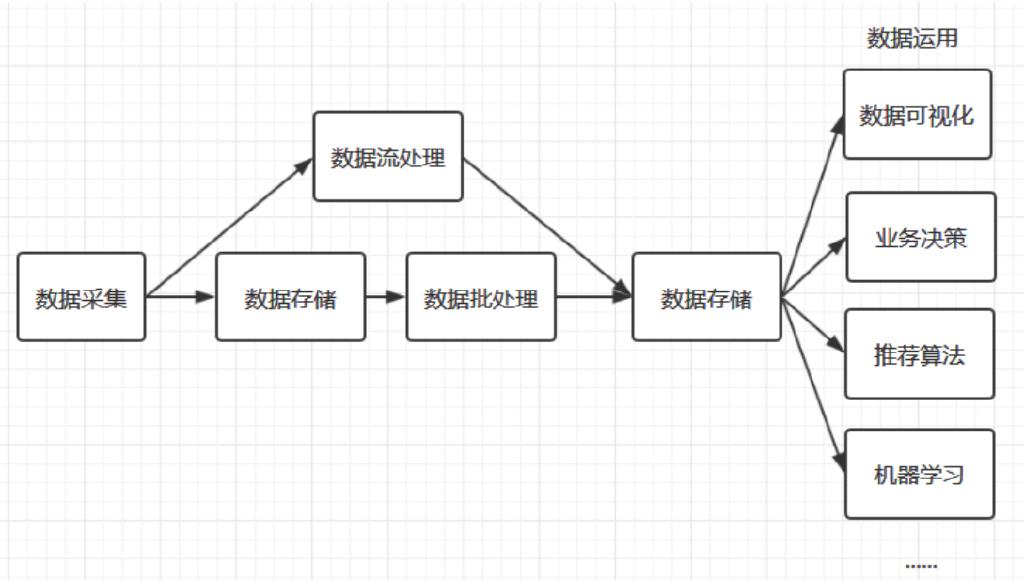 数据运用
数据可视化
数据流处理
业务决策
数据采集
数据存储
数据批处理
数据存储
推荐算法
机器学习
......